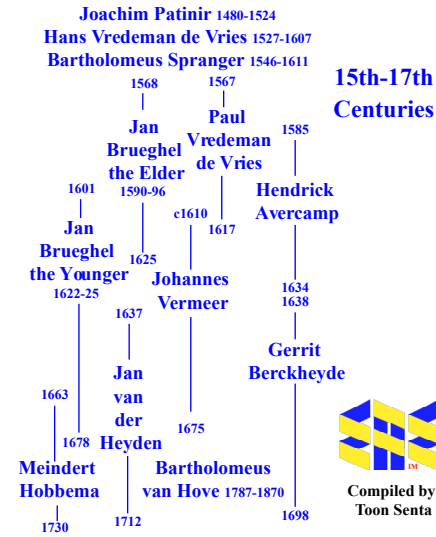 Joachim Patinir 1480-1524
Hans Vredeman de Vries 1527-1607
Bartholomeus Spranger 1546-1611
15th-17th
Centuries
1568
Jan
Brueghel
the Elder
1590-96
1625
1567
Paul
Vredeman
de Vries
1617
1585
Hendrick
Avercamp
1634
1601
Jan
Brueghel
the Younger
1622-25
1678
c1610
Johannes
Vermeer
1675
1637
Jan
van
der
Heyden
1712
1638
Gerrit
Berckheyde
1698
1663
Meindert
Hobbema
1730
Bartholomeus
van Hove 1787-1870
TM
Compiled by
Toon Senta